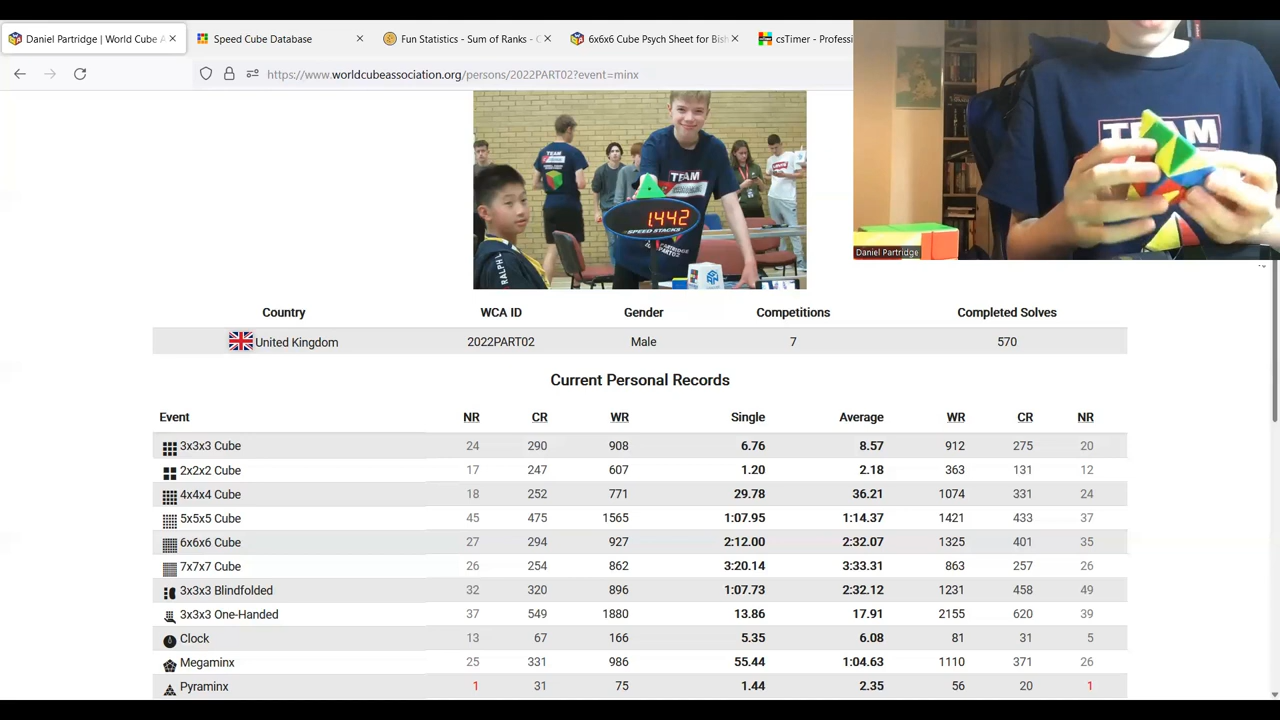 Daniel Partridge | World Cube A
Speed Cube Database
Fun Statistics - Sum of Ranks - C
6x6x6 Cube Psych Sheet for Bish
csTimer - Professi
https://www.worldcubeassociation.org/persons/2022PART02?event=minx
TEAM
TEAM
TEAM
1.442
SPEED STACKS
PARTRIDGE
PART02
RALPH
Daniel Partridge
Country WCA ID Gender Competitions Completed Solves
United Kingdom 2022PART02 Male 7 570
Current Personal Records
Event NR CR WR Single Average WR CR NR
3x3x3 Cube 24 290 908 6.76 8.57 912 275 20
2x2x2 Cube 17 247 607 1.20 2.18 363 131 12
4x4x4 Cube 18 252 771 29.78 36.21 1074 331 24
5x5x5 Cube 45 475 1565 1:07.95 1:14.37 1421 433 37
6x6x6 Cube 27 294 927 2:12.00 2:32.07 1325 401 35
7x7x7 Cube 26 254 862 3:20.14 3:33.31 863 257 26
3x3x3 Blindfolded 32 320 896 1:07.73 2:32.12 1231 458 49
3x3x3 One-Handed 37 549 1880 13.86 17.91 2155 620 39
Clock 13 67 166 5.35 6.08 81 31 5
Megaminx 25 331 986 55.44 1:04.63 1110 371 26
Pyraminx 1 31 75 1.44 2.35 56 20 1